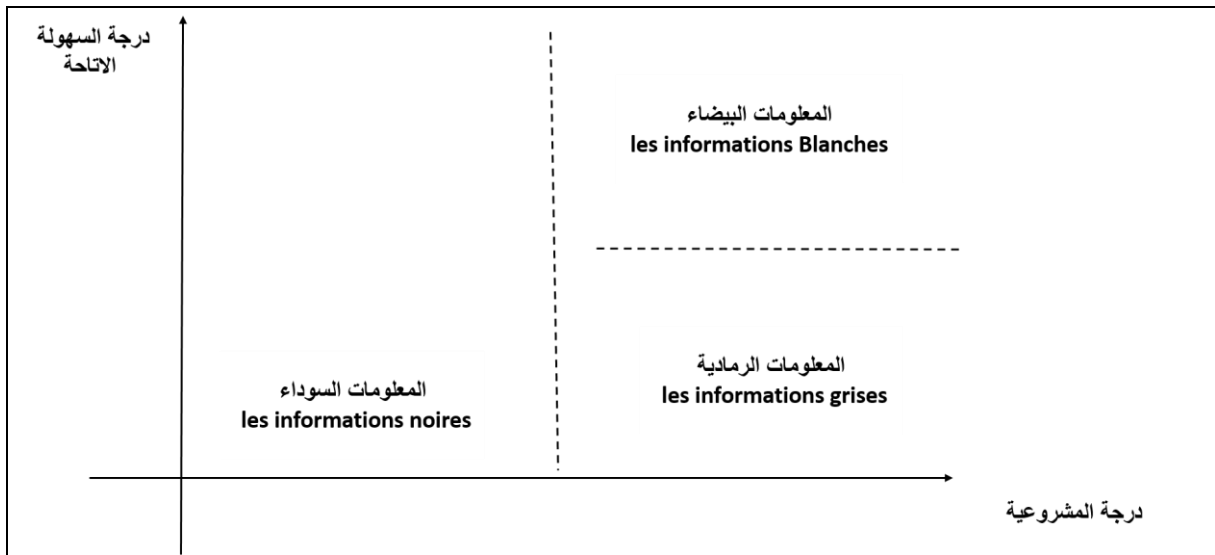 درجة السهولة
الاتاحة
المعلومات البيضاء
les informations Blanches
المعلومات الرمادية
les informations grises
المعلومات السوداء
les informations noires
درجة المشروعية